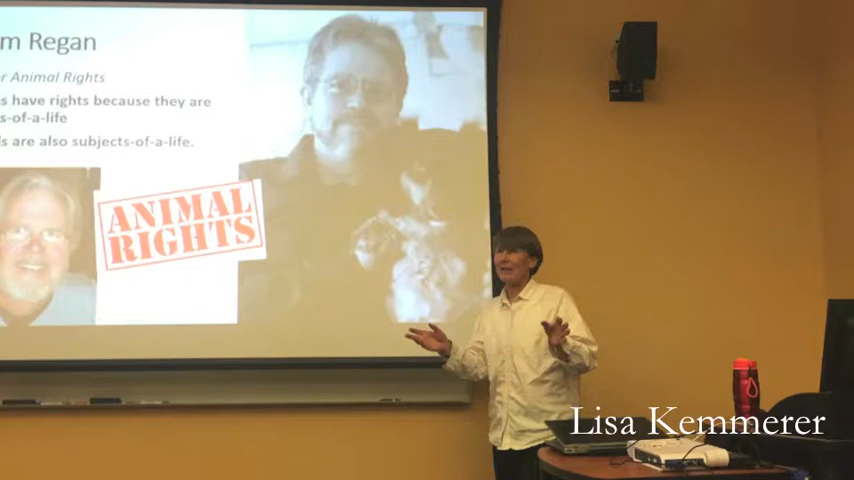 m Regan
r Animal Rights
s have rights because they are
s-of-a-life
ls are also subjects-of-a-life.
ANIMAL
RIGHTS
Lisa Kemmerer